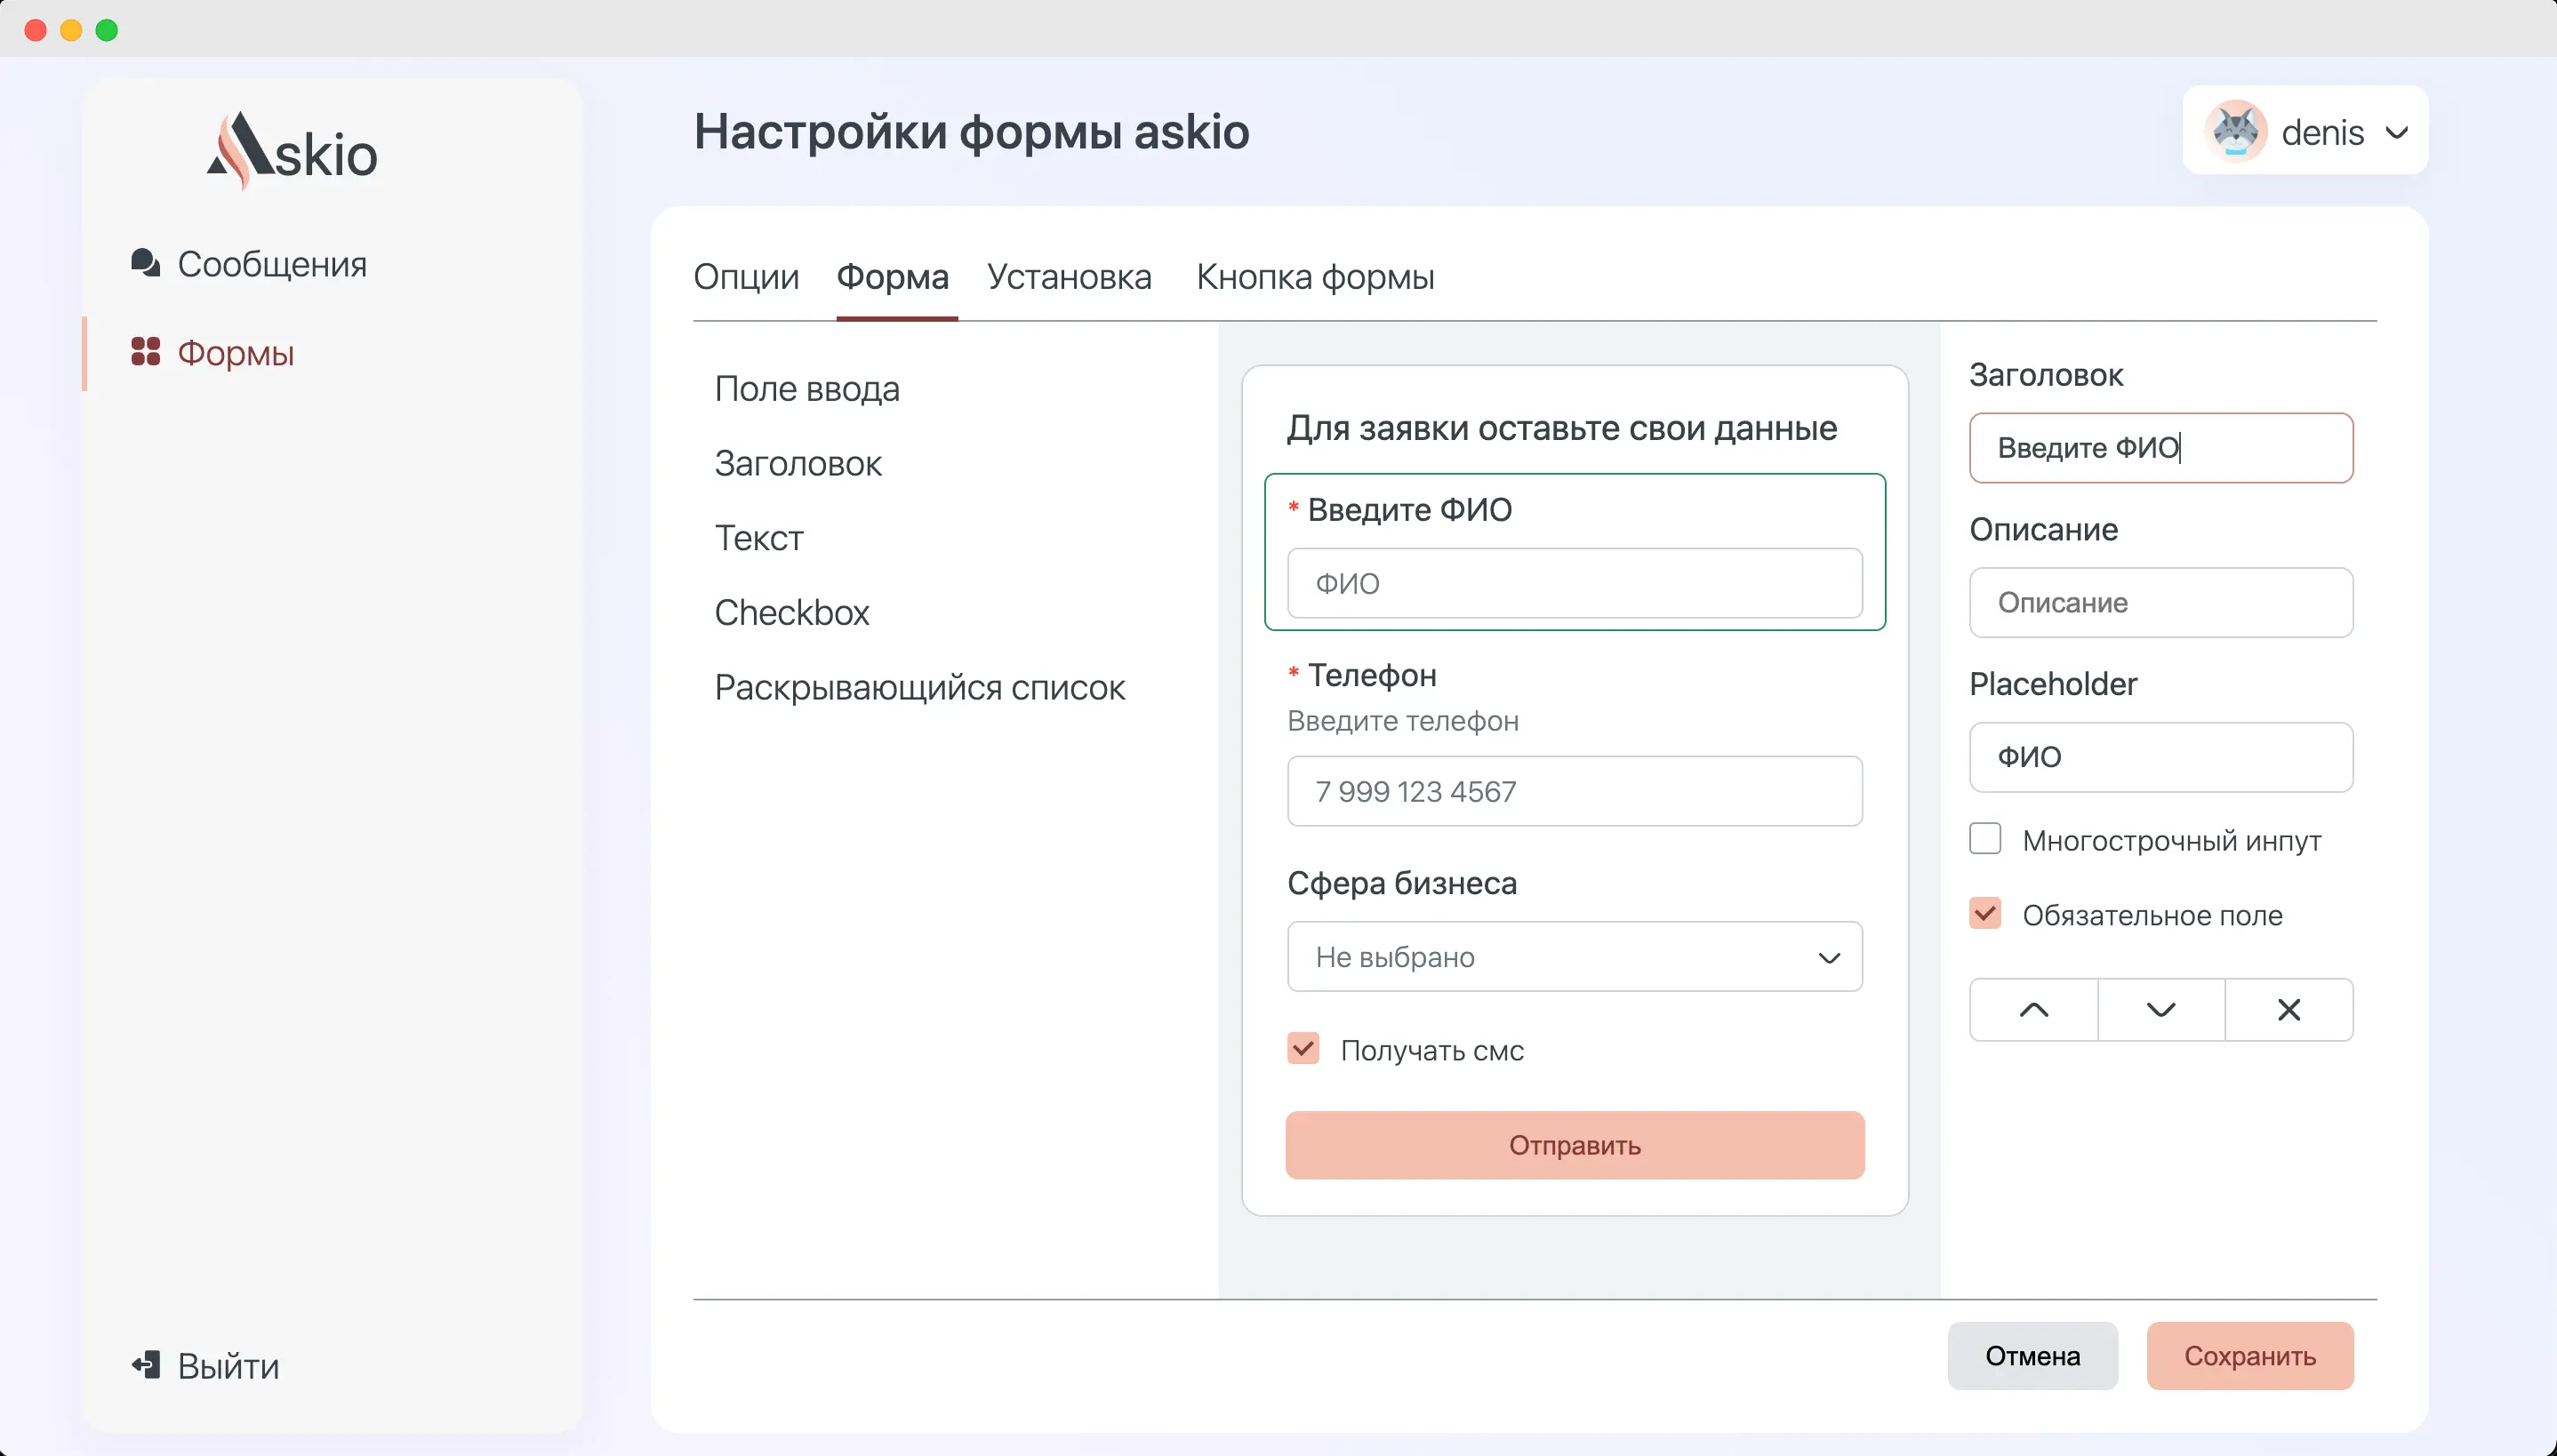 Askio
Настройки формы askio
denis
Сообщения
Формы
Выйти
Опции Форма Установка Кнопка формы
Поле ввода
Заголовок
Текст
Checkbox
Раскрывающийся список
Для заявки оставьте свои данные
* Введите ФИО
ФИО
* Телефон
Введите телефон
7 999 123 4567
Сфера бизнеса
Не выбрано
Получать смс
Отправить
Заголовок
Введите ФИО
Описание
Описание
Placeholder
ФИО
Многострочный инпут
Обязательное поле
Отмена
Сохранить